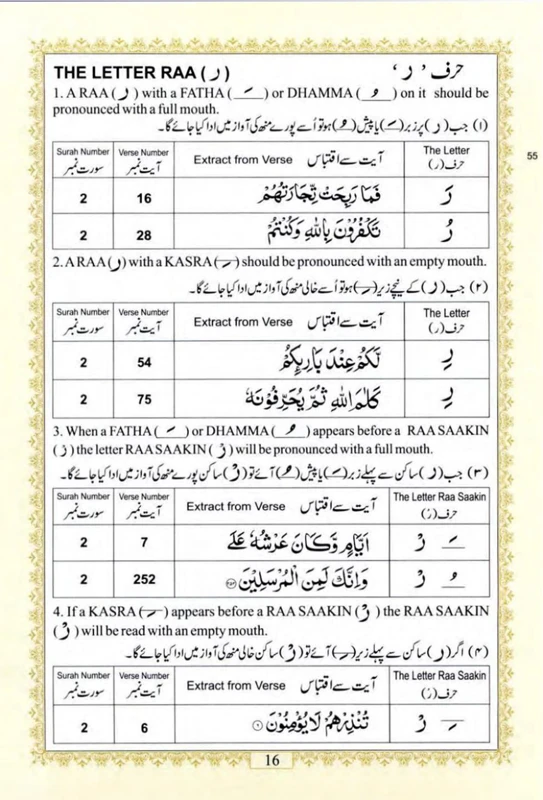 THE LETTER RAA ( ر )
حرف ' ر '
1. A RAA ( ر ) with a FATHA ( ـَ ) or DHAMMA ( ـُ ) on it should be
pronounced with a full mouth.
(۱) جب ( ر ) پر زبر ( ـَ ) یا پیش ( ـُ ) ہو تو اُسے پورے منھ کی آواز میں ادا کیا جائے گا۔
Surah Number سورت نمبر Verse Number آیت نمبر Extract from Verse آیت سے اقتباس The Letter حرف (ر)
2 16 فَمَا رَبِحَتْ تِّجَارَتُهُمْ رَ
2 28 تَكْفُرُوْنَ بِاللّٰهِ وَكُنْتُمْ رُ
2. A RAA ( ر ) with a KASRA ( ـِ ) should be pronounced with an empty mouth.
(۲) جب ( ر ) کے نیچے زیر ( ـِ ) ہو تو اُسے خالی منھ کی آواز میں ادا کیا جائے گا۔
Surah Number سورت نمبر Verse Number آیت نمبر Extract from Verse آیت سے اقتباس The Letter حرف (ر)
2 54 لَّكُمْ عِنْدَ بَارِىِٕكُمْ رِ
2 75 كَلٰمَ اللّٰهِ ثُمَّ يُحَرِّفُوْنَهٗ رِ
3. When a FATHA ( ـَ ) or DHAMMA ( ـُ ) appears before a RAA SAAKIN
( رْ ) the letter RAA SAAKIN ( رْ ) will be pronounced with a full mouth.
(۳) جب ( ر ) ساکن سے پہلے زبر ( ـَ ) یا پیش ( ـُ ) آئے تو ( رْ ) ساکن پورے منھ کی آواز میں ادا کیا جائے گا۔
Surah Number سورت نمبر Verse Number آیت نمبر Extract from Verse آیت سے اقتباس The Letter Raa Saakin حرف (رْ)
2 7 اَيَّامٍ وَّكَانَ عَرْشُهٗ عَلَى ـَ رْ
2 252 وَاِنَّكَ لَمِنَ الْمُرْسَلِيْنَ ۝۲۵۲ ـُ رْ
4. If a KASRA ( ـِ ) appears before a RAA SAAKIN ( رْ ) the RAA SAAKIN
( رْ ) will be read with an empty mouth.
(۴) اگر ( ر ) ساکن سے پہلے زیر ( ـِ ) آئے تو ( رْ ) ساکن خالی منھ کی آواز میں ادا کیا جائے گا۔
Surah Number سورت نمبر Verse Number آیت نمبر Extract from Verse آیت سے اقتباس The Letter Raa Saakin حرف (رْ)
2 6 تُنْذِرْهُمْ لَا يُؤْمِنُوْنَ ۝۶ ـِ رْ
16
55